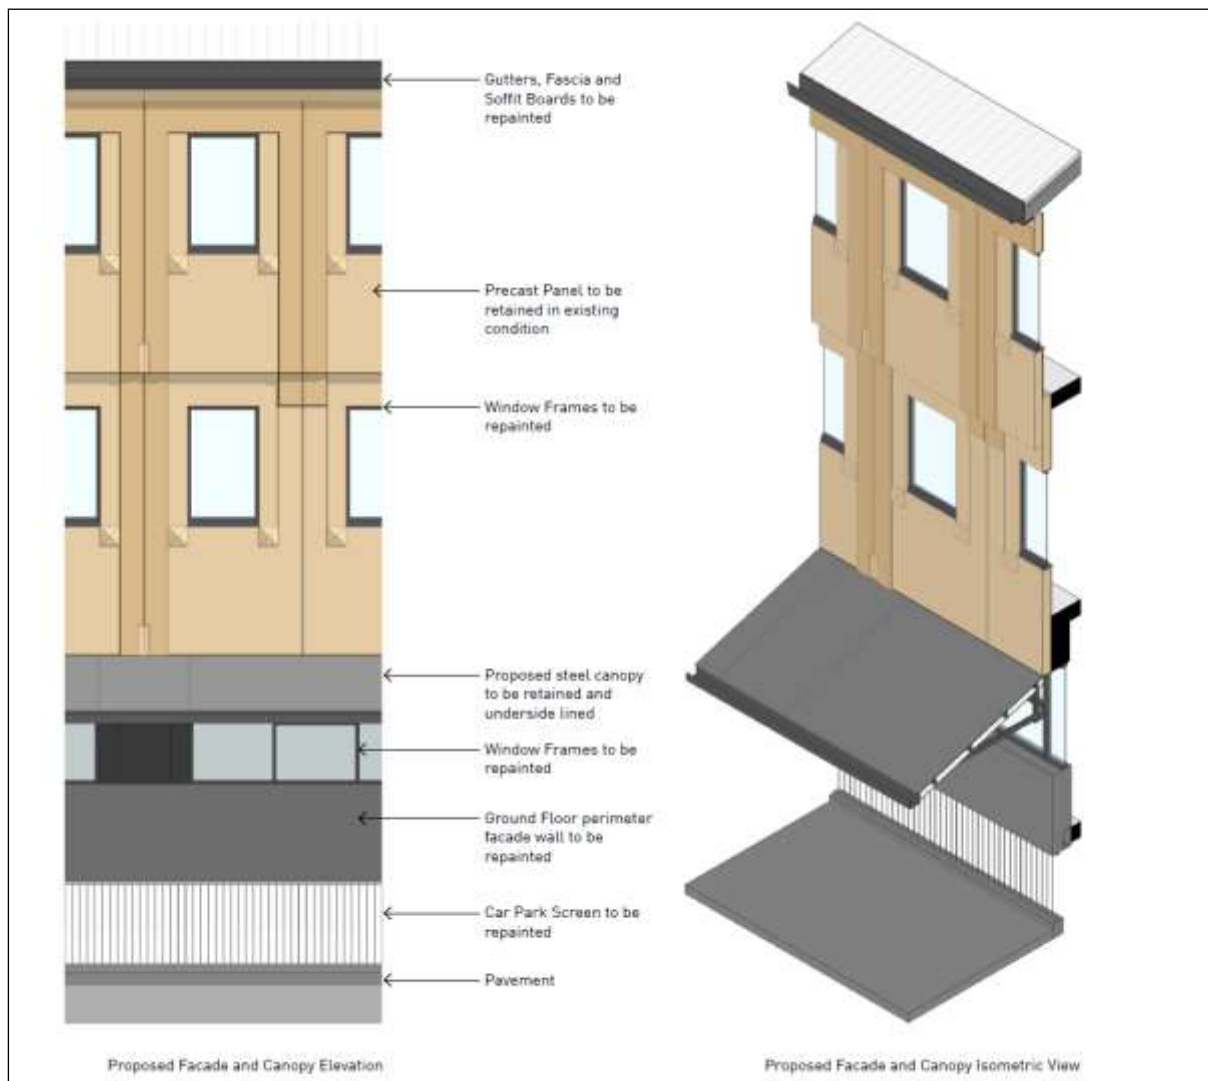 Gutters, Fascia and
Soffit Boards to be
repainted
Precast Panel to be
retained in existing
condition
Window Frames to be
repainted
Proposed steel canopy
to be retained and
underside lined
Window Frames to be
repainted
Ground Floor perimeter
facade wall to be
repainted
Car Park Screen to be
repainted
Pavement
Proposed Facade and Canopy Elevation
Proposed Facade and Canopy Isometric View